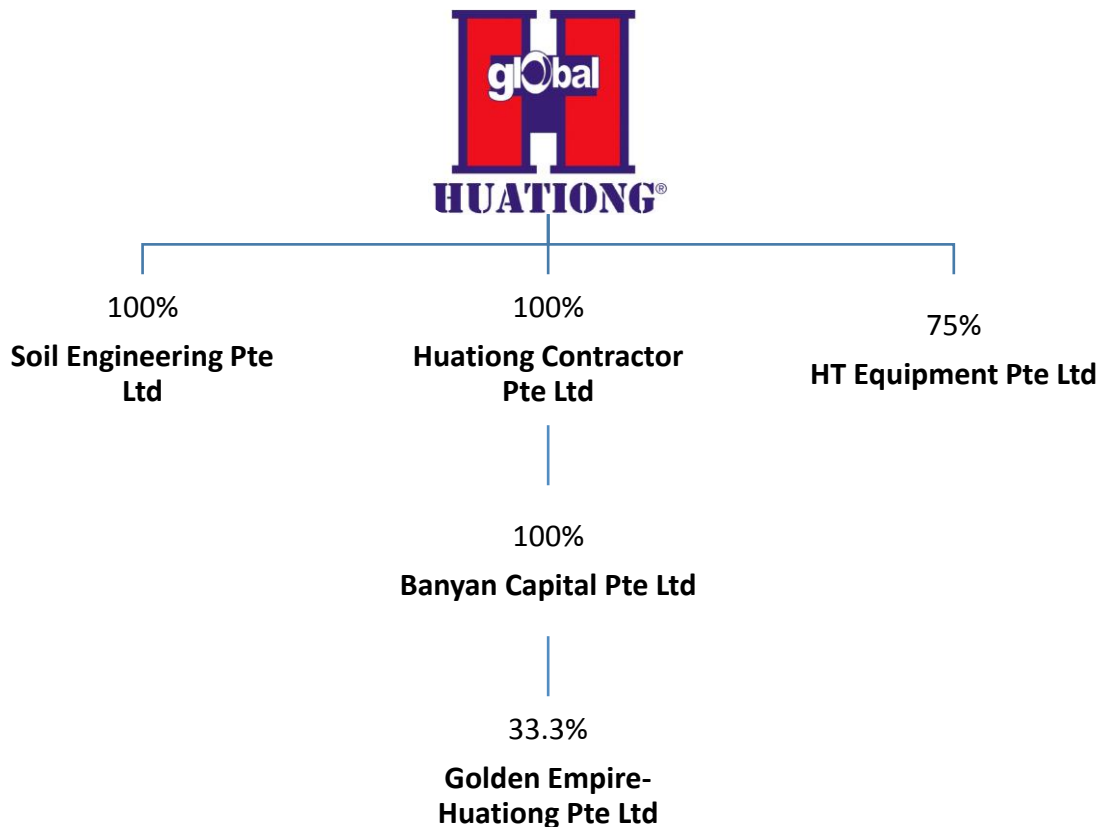 global
HUATIONG®
100%
Soil Engineering Pte
Ltd
100%
Huationg Contractor
Pte Ltd
75%
HT Equipment Pte Ltd
100%
Banyan Capital Pte Ltd
33.3%
Golden Empire-
Huationg Pte Ltd